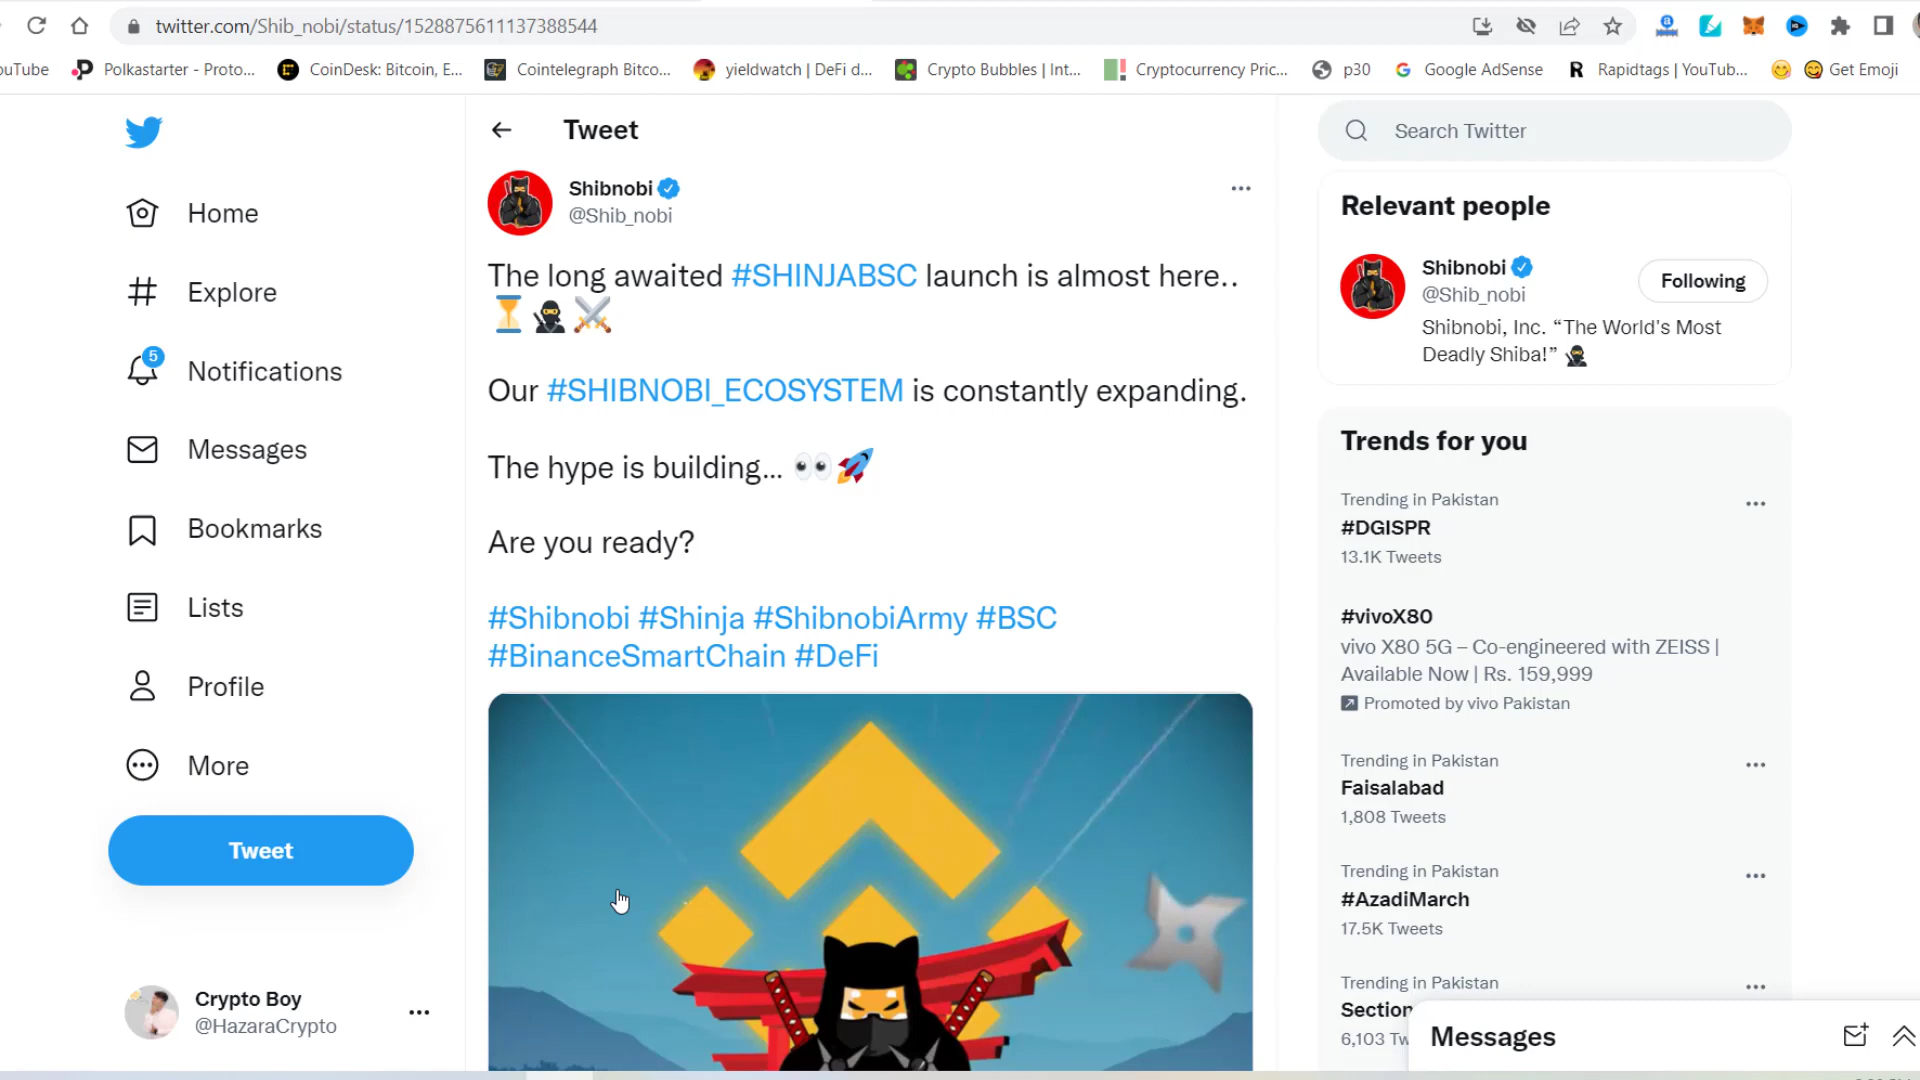 twitter.com/Shib_nobi/status/1528875611137388544
ouTube
Polkastarter - Proto...
CoinDesk: Bitcoin, E...
Cointelegraph Bitco...
yieldwatch | DeFi d...
Crypto Bubbles | Int...
Cryptocurrency Pric...
p30
Google AdSense
Rapidtags | YouTub...
Get Emoji
Home
Explore
5
Notifications
Messages
Bookmarks
Lists
Profile
More
Tweet
Crypto Boy
@HazaraCrypto
Tweet
Shibnobi
@Shib_nobi
The long awaited #SHINJABSC launch is almost here..
⏳🥷⚔️
Our #SHIBNOBI_ECOSYSTEM is constantly expanding.
The hype is building... 👀🚀
Are you ready?
#Shibnobi #Shinja #ShibnobiArmy #BSC
#BinanceSmartChain #DeFi
Search Twitter
Relevant people
Shibnobi
@Shib_nobi
Following
Shibnobi, Inc. “The World's Most
Deadly Shiba!” 🥷
Trends for you
Trending in Pakistan
#DGISPR
13.1K Tweets
#vivoX80
vivo X80 5G – Co-engineered with ZEISS |
Available Now | Rs. 159,999
Promoted by vivo Pakistan
Trending in Pakistan
Faisalabad
1,808 Tweets
Trending in Pakistan
#AzadiMarch
17.5K Tweets
Trending in Pakistan
Section
6,103 Tw
Messages